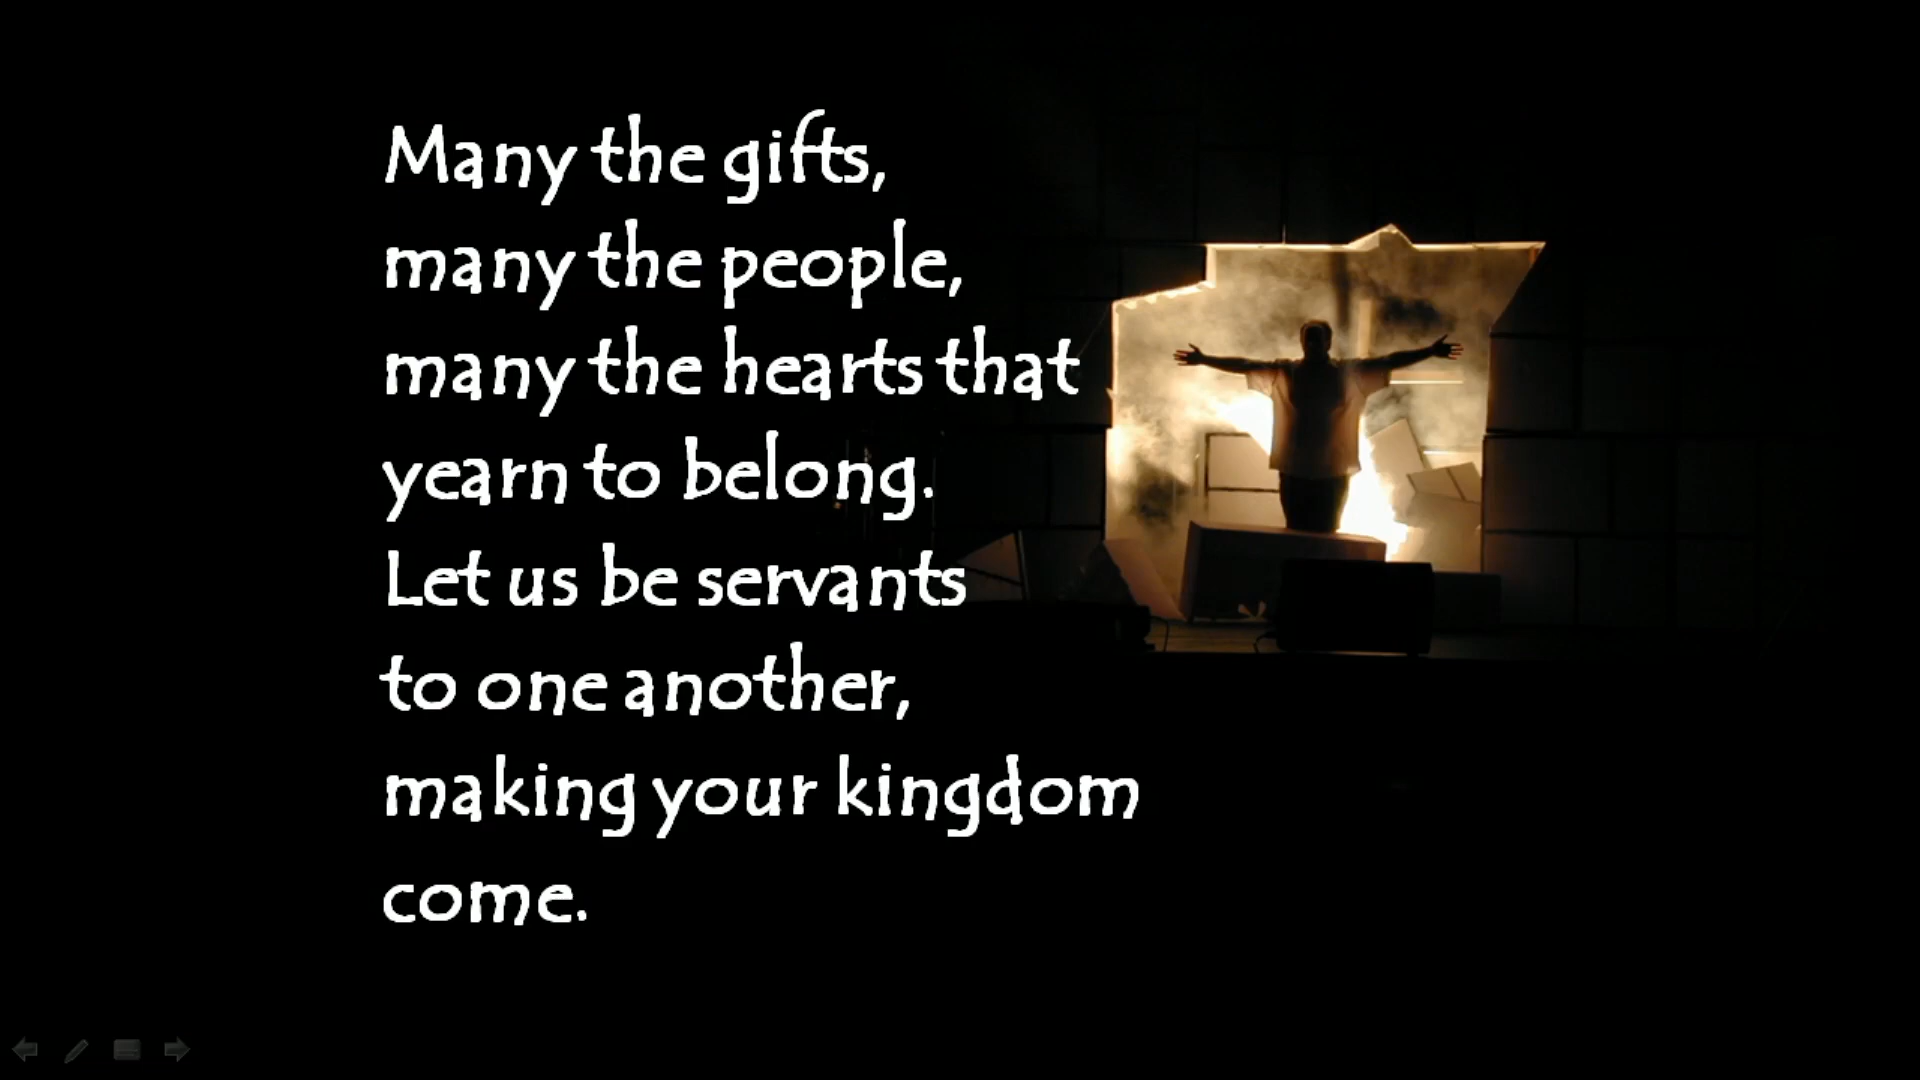 Many the gifts,
many the people,
many the hearts that
yearn to belong.
Let us be servants
to one another,
making your kingdom
come.